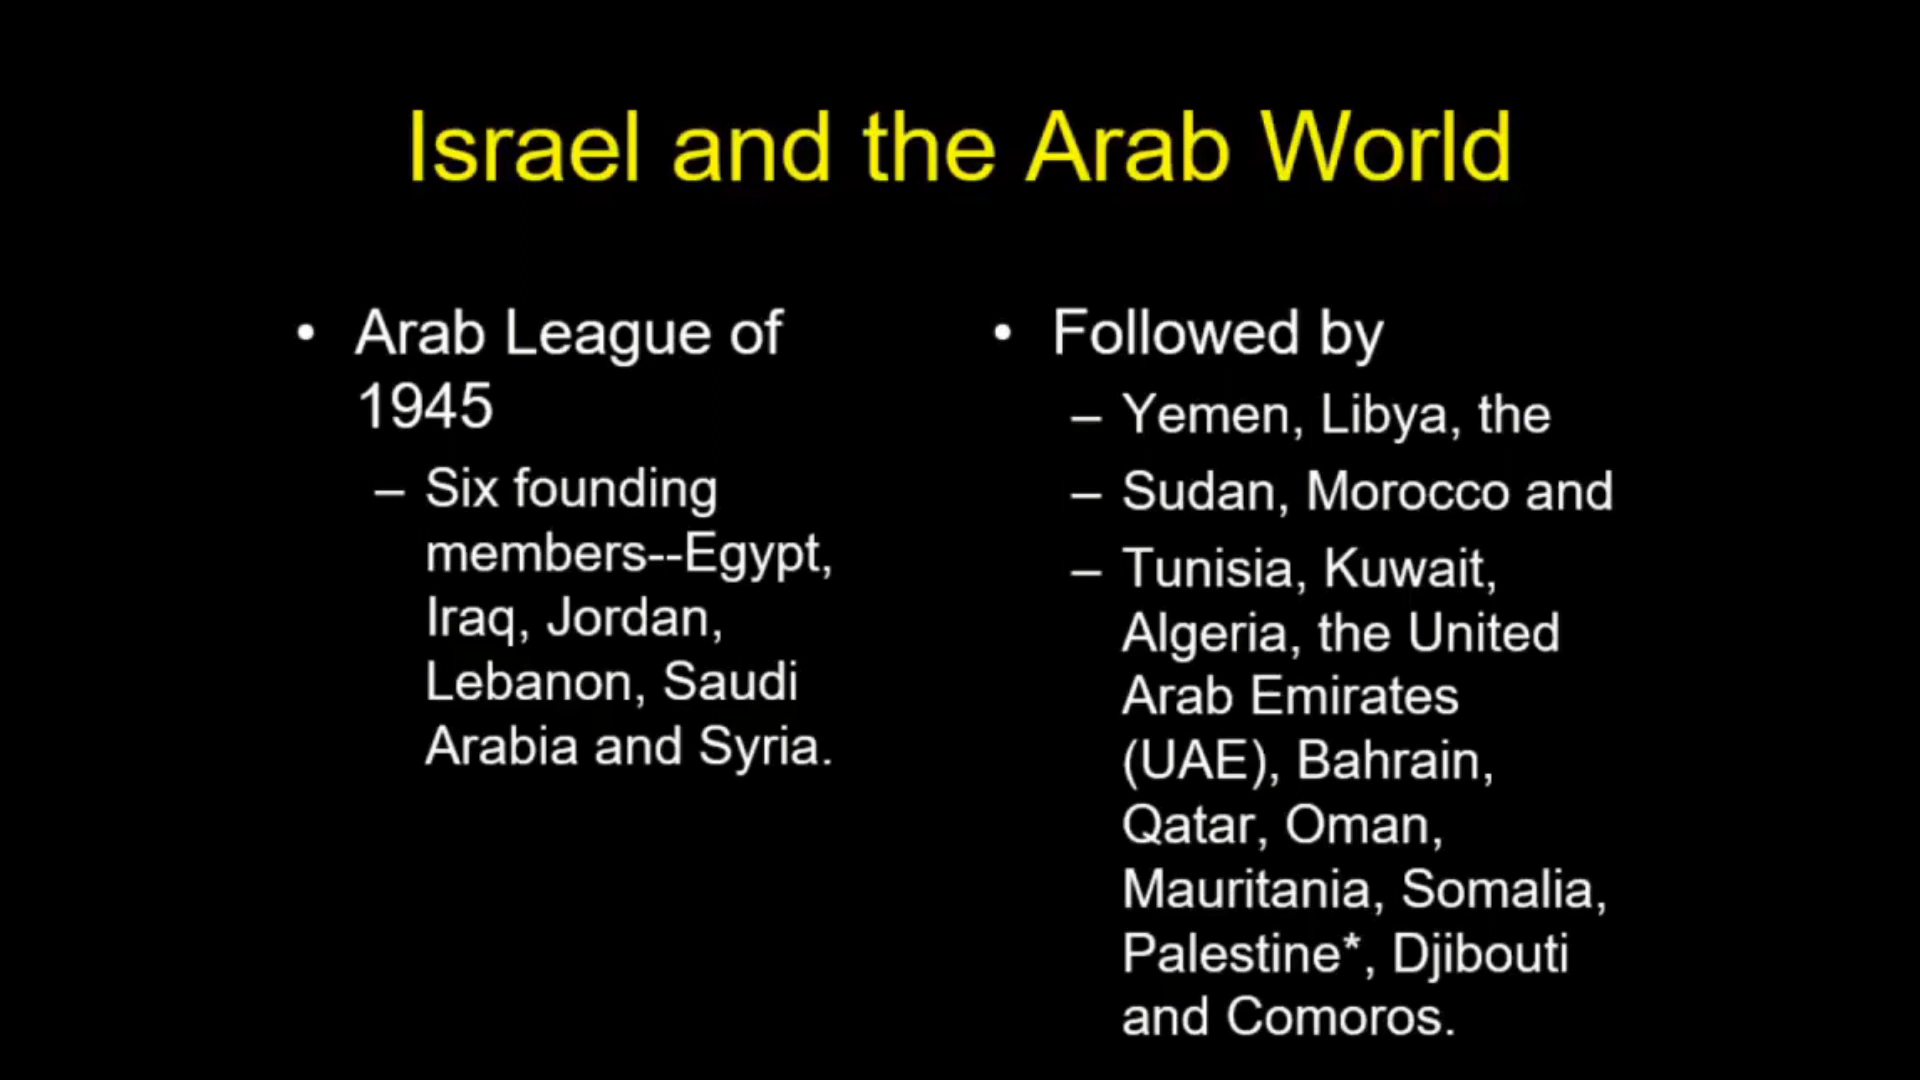 Israel and the Arab World
• Arab League of
1945
– Six founding
members--Egypt,
Iraq, Jordan,
Lebanon, Saudi
Arabia and Syria.
• Followed by
– Yemen, Libya, the
– Sudan, Morocco and
– Tunisia, Kuwait,
Algeria, the United
Arab Emirates
(UAE), Bahrain,
Qatar, Oman,
Mauritania, Somalia,
Palestine*, Djibouti
and Comoros.